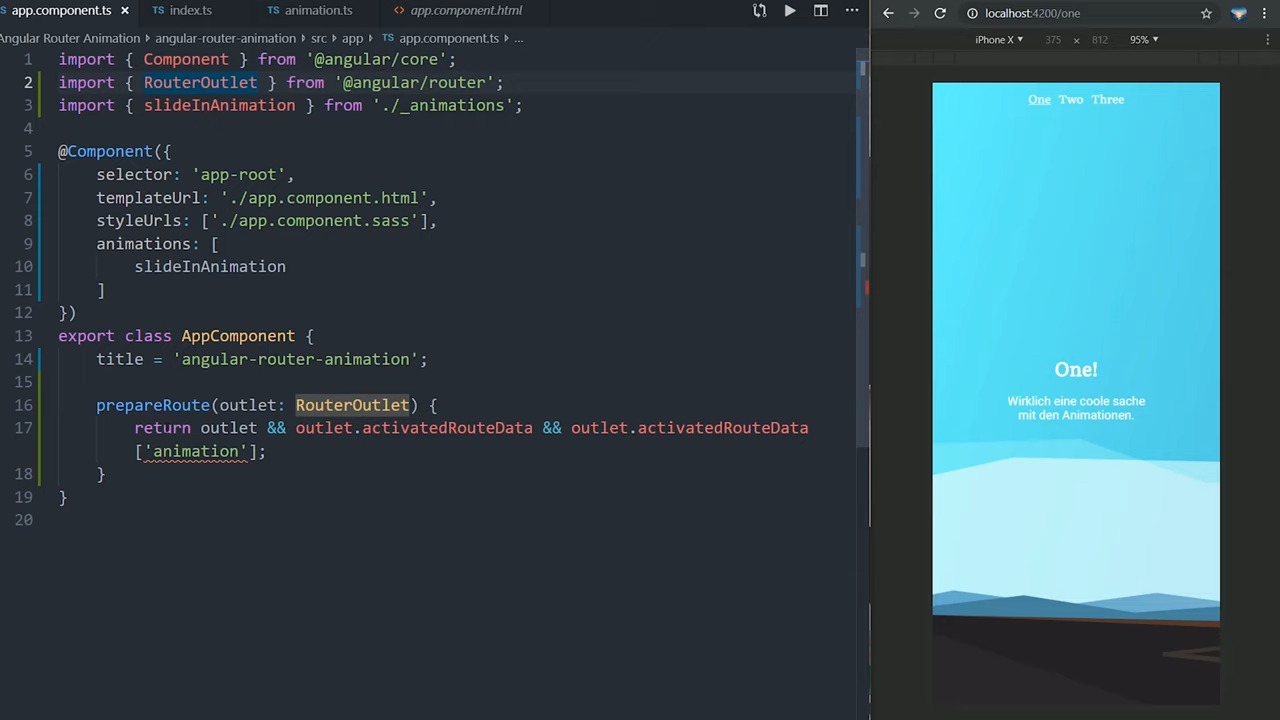 app.component.ts × index.ts animation.ts app.component.html
Angular Router Animation › angular-router-animation › src › app › app.component.ts › ...
1 import { Component } from '@angular/core';
2 import { RouterOutlet } from '@angular/router';
3 import { slideInAnimation } from './_animations';
4
5 @Component({
6 selector: 'app-root',
7 templateUrl: './app.component.html',
8 styleUrls: ['./app.component.sass'],
9 animations: [
10 slideInAnimation
11 ]
12 })
13 export class AppComponent {
14 title = 'angular-router-animation';
15
16 prepareRoute(outlet: RouterOutlet) {
17 return outlet && outlet.activatedRouteData && outlet.activatedRouteData
['animation'];
18 }
19 }
20
localhost:4200/one
iPhone X ▾ 375 × 812 95% ▾
One Two Three
One!
Wirklich eine coole sache
mit den Animationen.